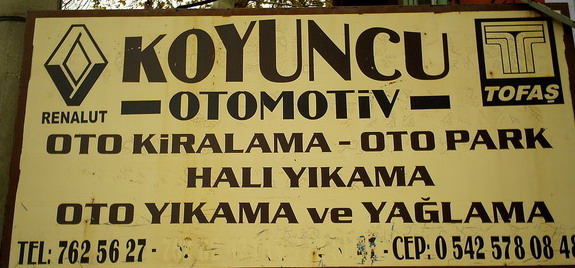 KOYUNCU
RENALUT
TOFAŞ
OTOMOTİV
OTO KİRALAMA - OTO PARK
HALI YIKAMA
OTO YIKAMA ve YAĞLAMA
TEL: 762 56 27 - - CEP: 0 542 578 08 48